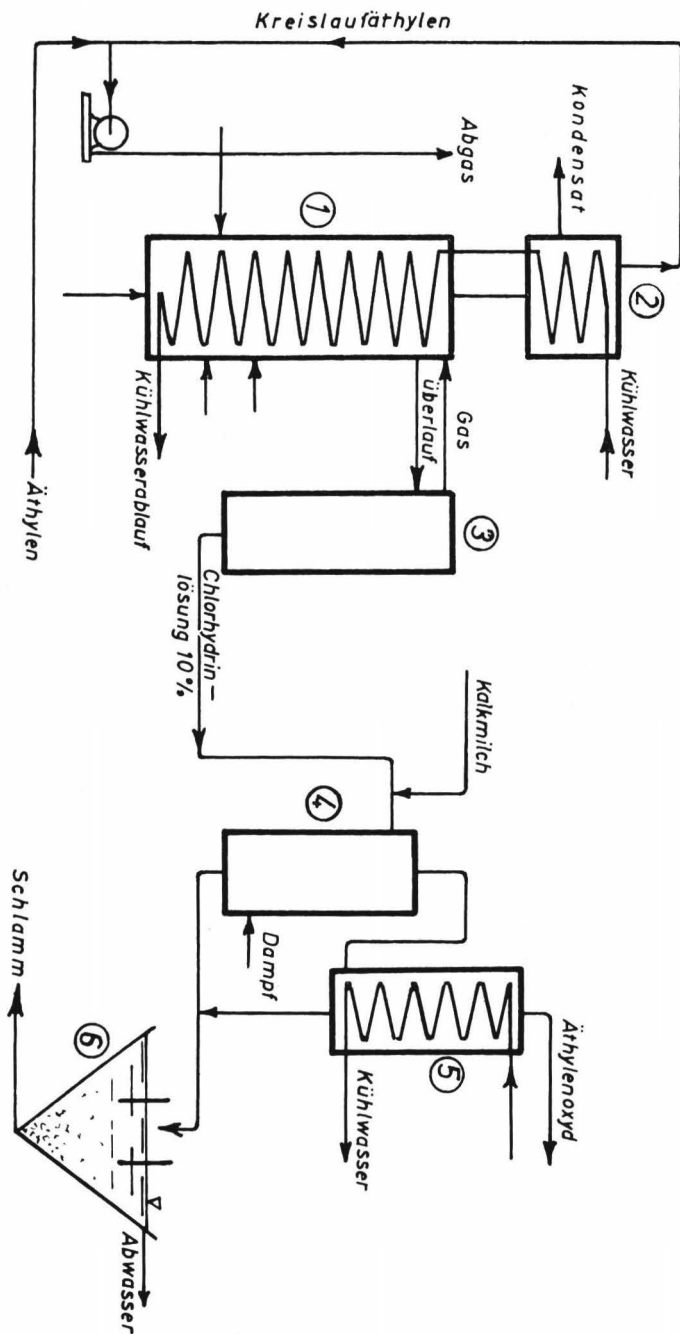 Kreislaufäthylen
Äthylen
Abgas
Kondensat
1
2
Kühlwasser
Kühlwasserablauf
überlauf
Gas
3
Chlorhydrin-
lösung 10%
Kalkmilch
4
Dampf
5
Kühlwasser
Äthylenoxyd
6
Schlamm
Abwasser